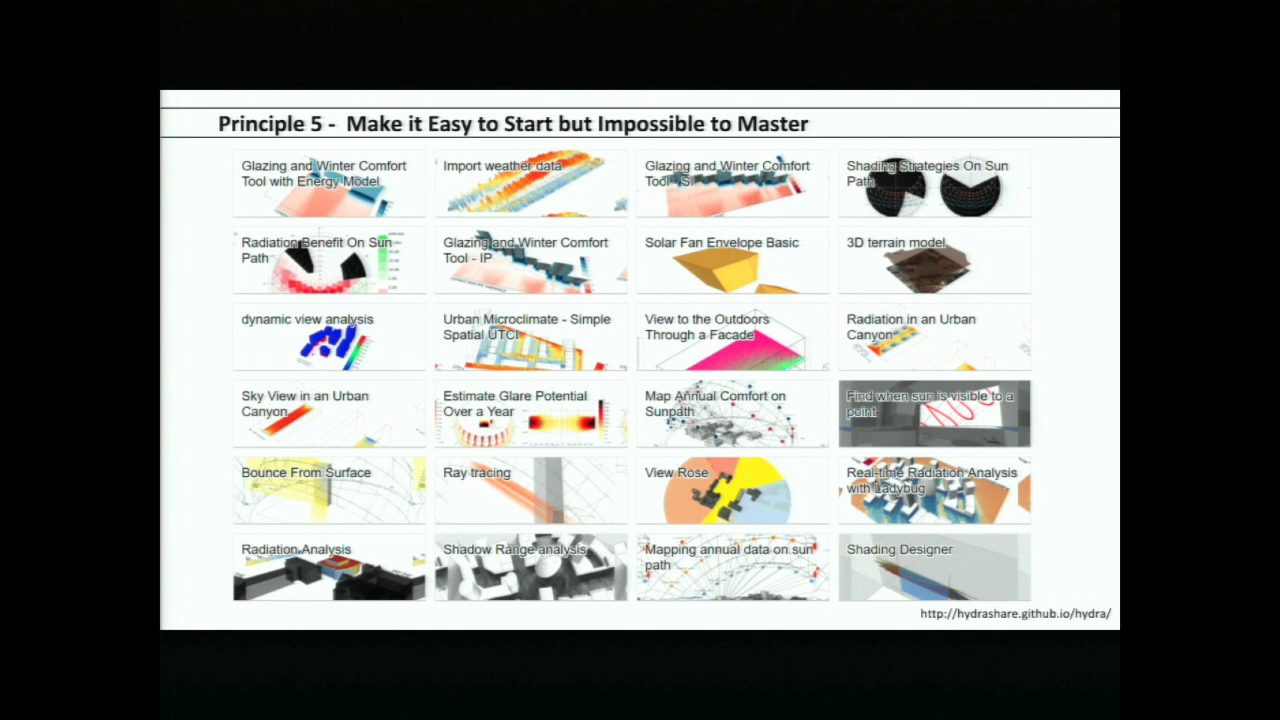 Principle 5 - Make it Easy to Start but Impossible to Master
Glazing and Winter Comfort
Tool with Energy Model
Import weather data
Glazing and Winter Comfort
Tool - SI
Shading Strategies On Sun
Path
Radiation Benefit On Sun
Path
Glazing and Winter Comfort
Tool - IP
Solar Fan Envelope Basic
3D terrain model
dynamic view analysis
Urban Microclimate - Simple
Spatial UTCI
View to the Outdoors
Through a Facade
Radiation in an Urban
Canyon
Sky View in an Urban
Canyon
Estimate Glare Potential
Over a Year
Map Annual Comfort on
Sunpath
Find when sun is visible to a
point
Bounce From Surface
Ray tracing
View Rose
Real-time Radiation Analysis
with Ladybug
Radiation Analysis
Shadow Range analysis
Mapping annual data on sun
path
Shading Designer
http://hydrashare.github.io/hydra/